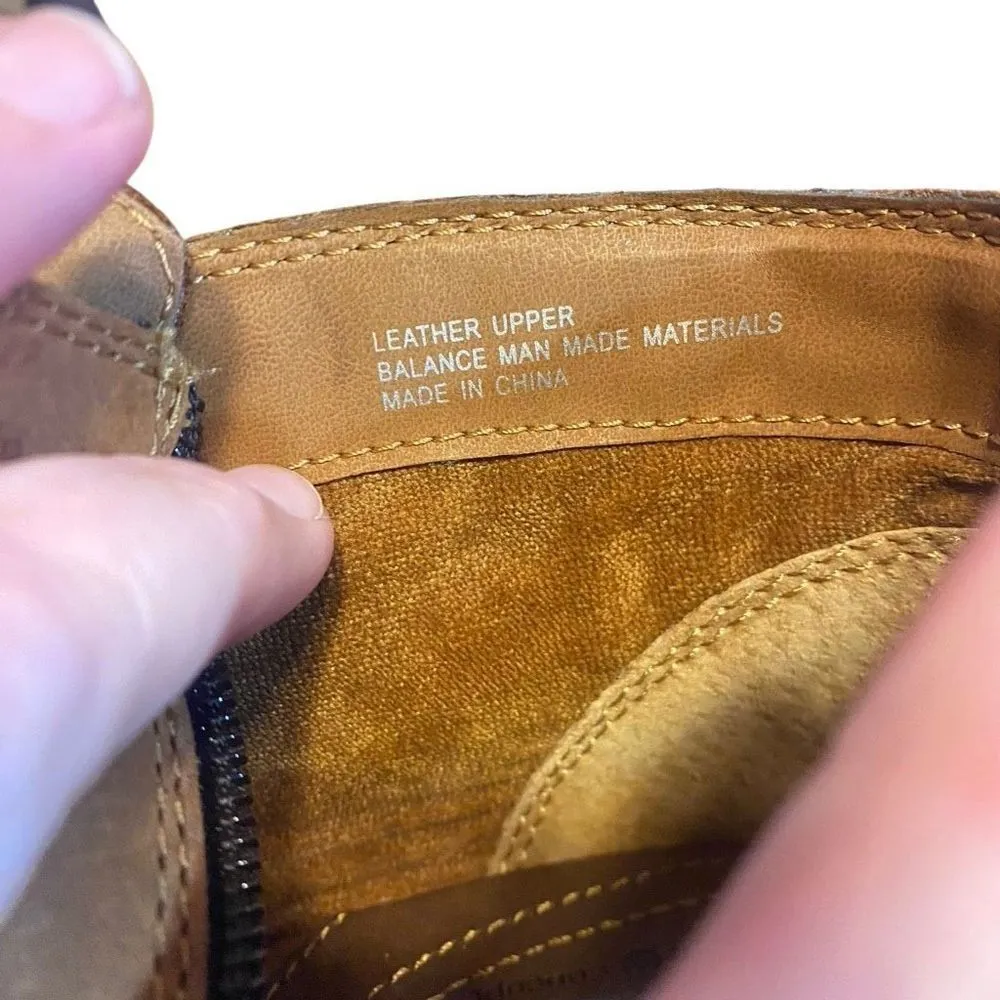 LEATHER UPPER
BALANCE MAN MADE MATERIALS
MADE IN CHINA